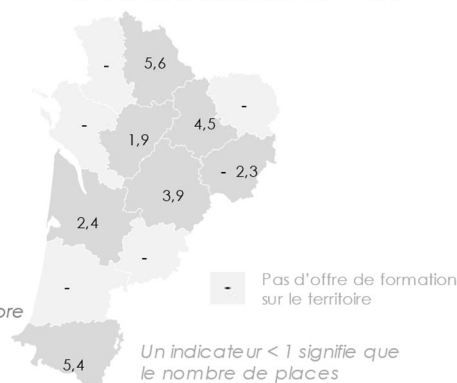 -
5,6
-
-
4,5
1,9
- 2,3
3,9
2,4
-
-
- Pas d'offre de formation
sur le territoire
bre
Un indicateur < 1 signifie que
le nombre de places
5,4